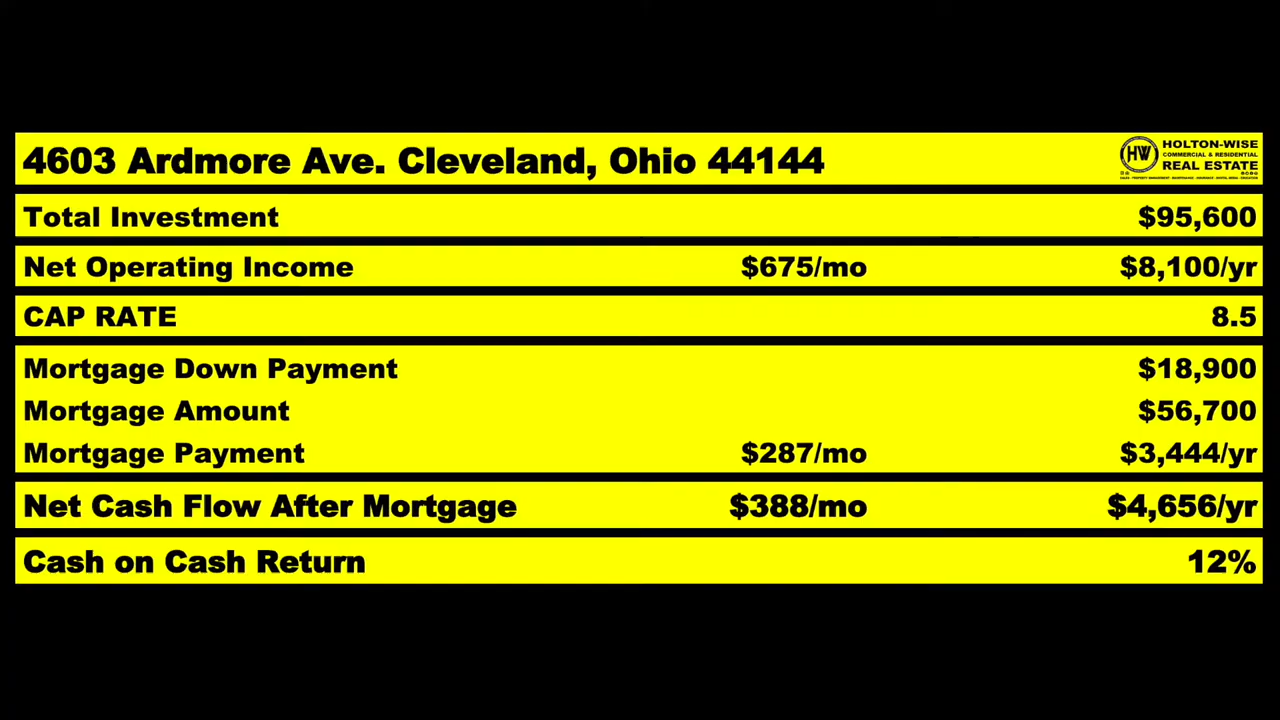 4603 Ardmore Ave. Cleveland, Ohio 44144
HW
HOLTON-WISE
COMMERCIAL & RESIDENTIAL
REAL ESTATE
Total Investment $95,600
Net Operating Income $675/mo $8,100/yr
CAP RATE 8.5
Mortgage Down Payment $18,900
Mortgage Amount $56,700
Mortgage Payment $287/mo $3,444/yr
Net Cash Flow After Mortgage $388/mo $4,656/yr
Cash on Cash Return 12%